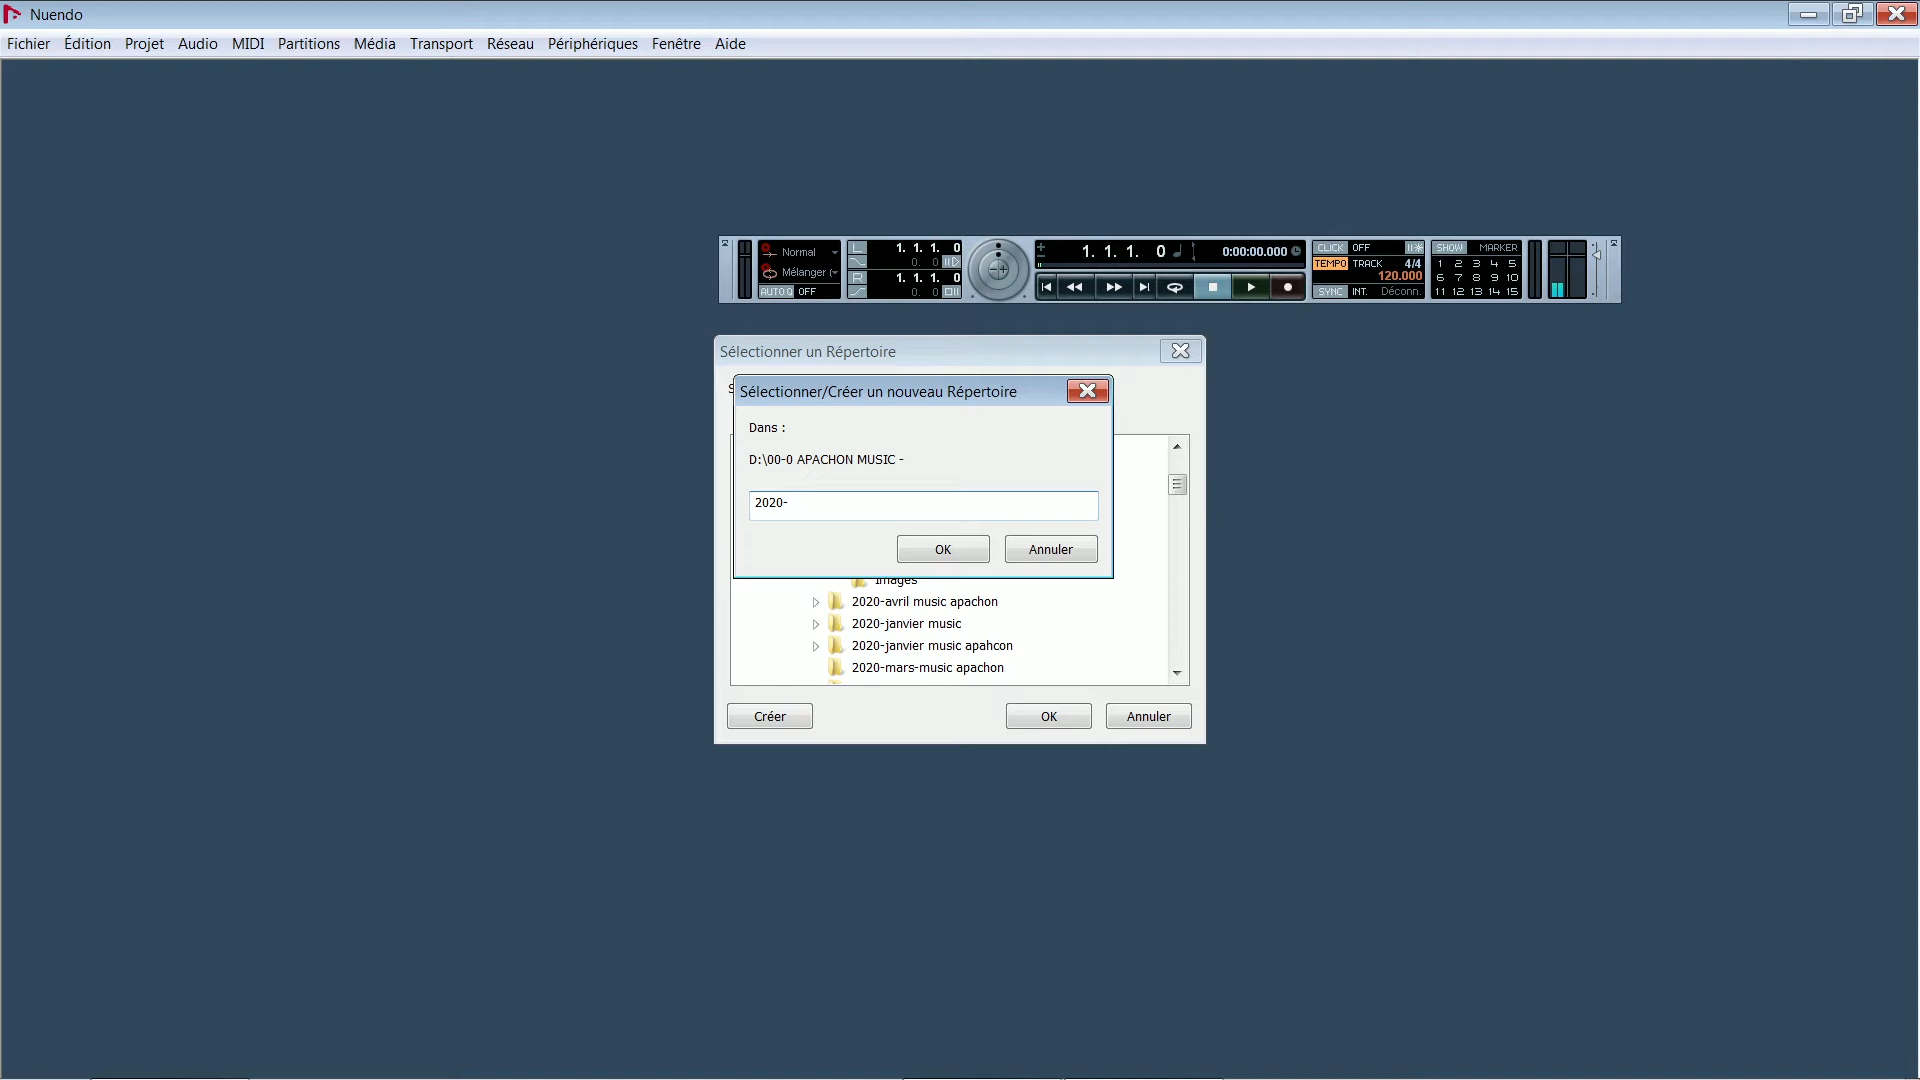 Nuendo
Fichier Édition Projet Audio MIDI Partitions Média Transport Réseau Périphériques Fenêtre Aide
Normal
Mélanger (
AUTO Q OFF
L 1. 1. 1. 0
0. 0
R 1. 1. 1. 0
0. 0
1. 1. 1. 0 0:00:00.000
CLICK OFF
TEMPO TRACK 4/4
120.000
SYNC INT. Déconn.
SHOW MARKER
1 2 3 4 5
6 7 8 9 10
11 12 13 14 15
Sélectionner un Répertoire
S
Sélectionner/Créer un nouveau Répertoire
Dans :
D:\00-0 APACHON MUSIC -
2020-
OK Annuler
Images
2020-avril music apachon
2020-janvier music
2020-janvier music apahcon
2020-mars-music apachon
Créer OK Annuler